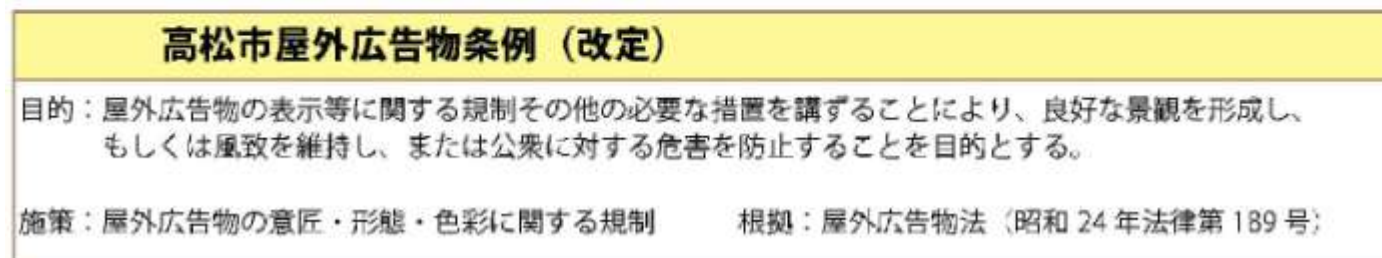 高松市屋外広告物条例（改定）
目的：屋外広告物の表示等に関する規制その他の必要な措置を講ずることにより、良好な景観を形成し、
もしくは風致を維持し、または公衆に対する危害を防止することを目的とする。
施策：屋外広告物の意匠・形態・色彩に関する規制　　根拠：屋外広告物法（昭和 24 年法律第 189 号）